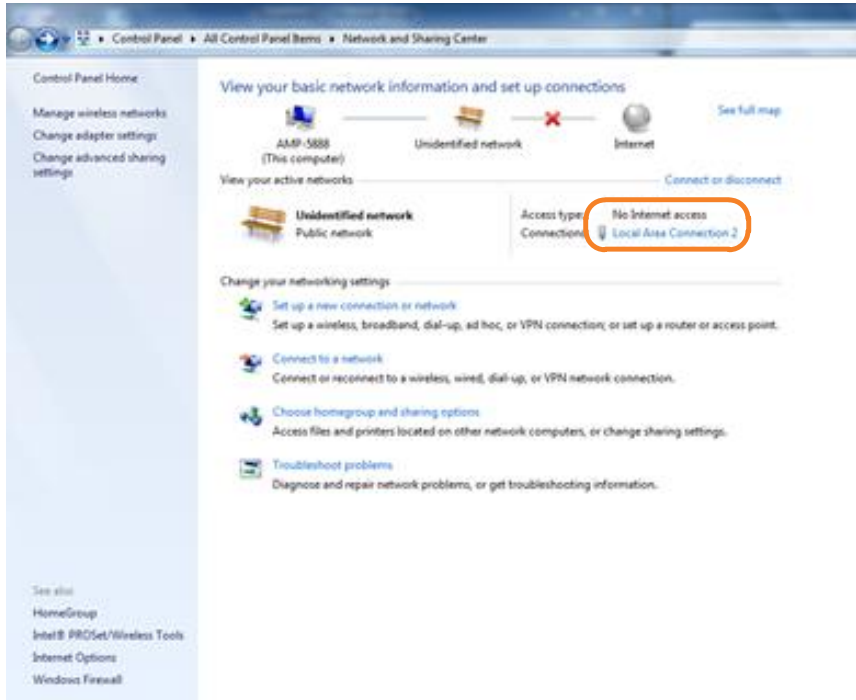 Control Panel ▸ All Control Panel Items ▸ Network and Sharing Center
Control Panel Home
Manage wireless networks
Change adapter settings
Change advanced sharing
settings
View your basic network information and set up connections
See full map
AMP-5888
(This computer)
Unidentified network
Internet
View your active networks
Connect or disconnect
Unidentified network
Public network
Access type:
No Internet access
Connections
Local Area Connection 2
Change your networking settings
Set up a new connection or network
Set up a wireless, broadband, dial-up, ad hoc, or VPN connection; or set up a router or access point.
Connect to a network
Connect or reconnect to a wireless, wired, dial-up, or VPN network connection.
Choose homegroup and sharing options
Access files and printers located on other network computers, or change sharing settings.
Troubleshoot problems
Diagnose and repair network problems, or get troubleshooting information.
See also
HomeGroup
Intel® PROSet/Wireless Tools
Internet Options
Windows Firewall